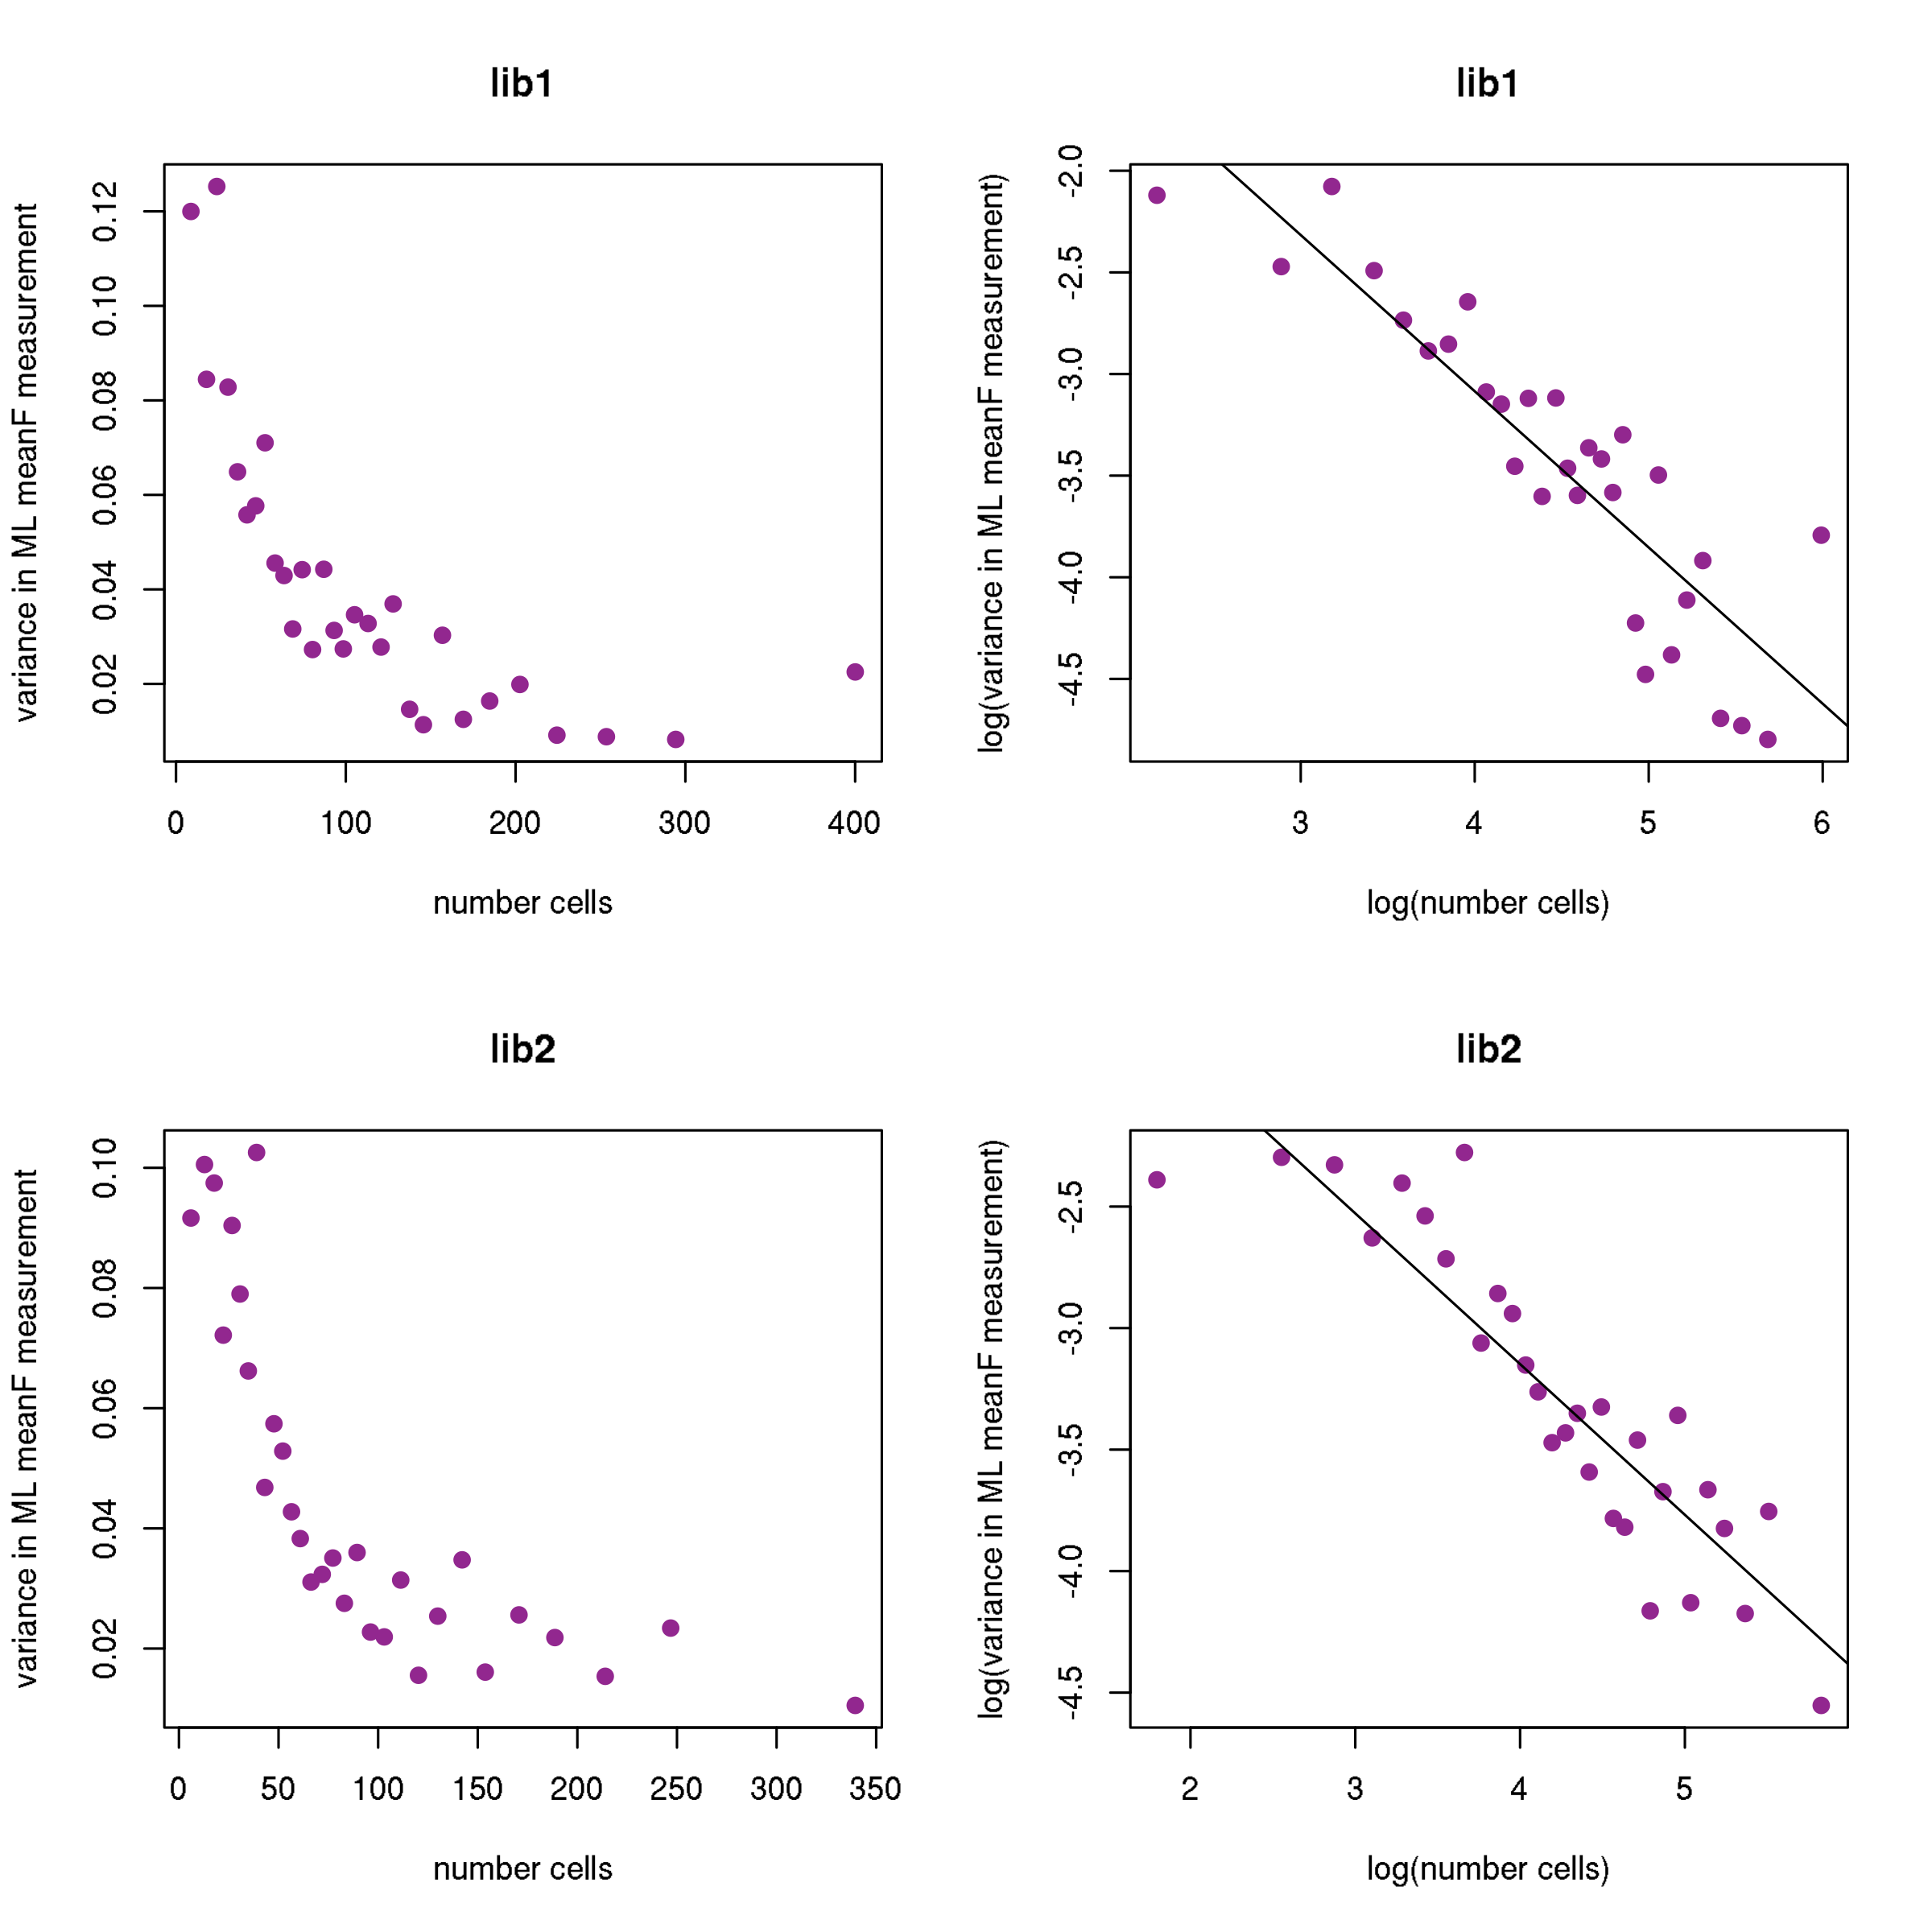 lib1
variance in ML meanF measurement
0.12
0.10
0.08
0.06
0.04
0.02
0 100 200 300 400
number cells
lib1
log(variance in ML meanF measurement)
-2.0
-2.5
-3.0
-3.5
-4.0
-4.5
3 4 5 6
log(number cells)
lib2
variance in ML meanF measurement
0.10
0.08
0.06
0.04
0.02
0 50 100 150 200 250 300 350
number cells
lib2
log(variance in ML meanF measurement)
-2.5
-3.0
-3.5
-4.0
-4.5
2 3 4 5
log(number cells)